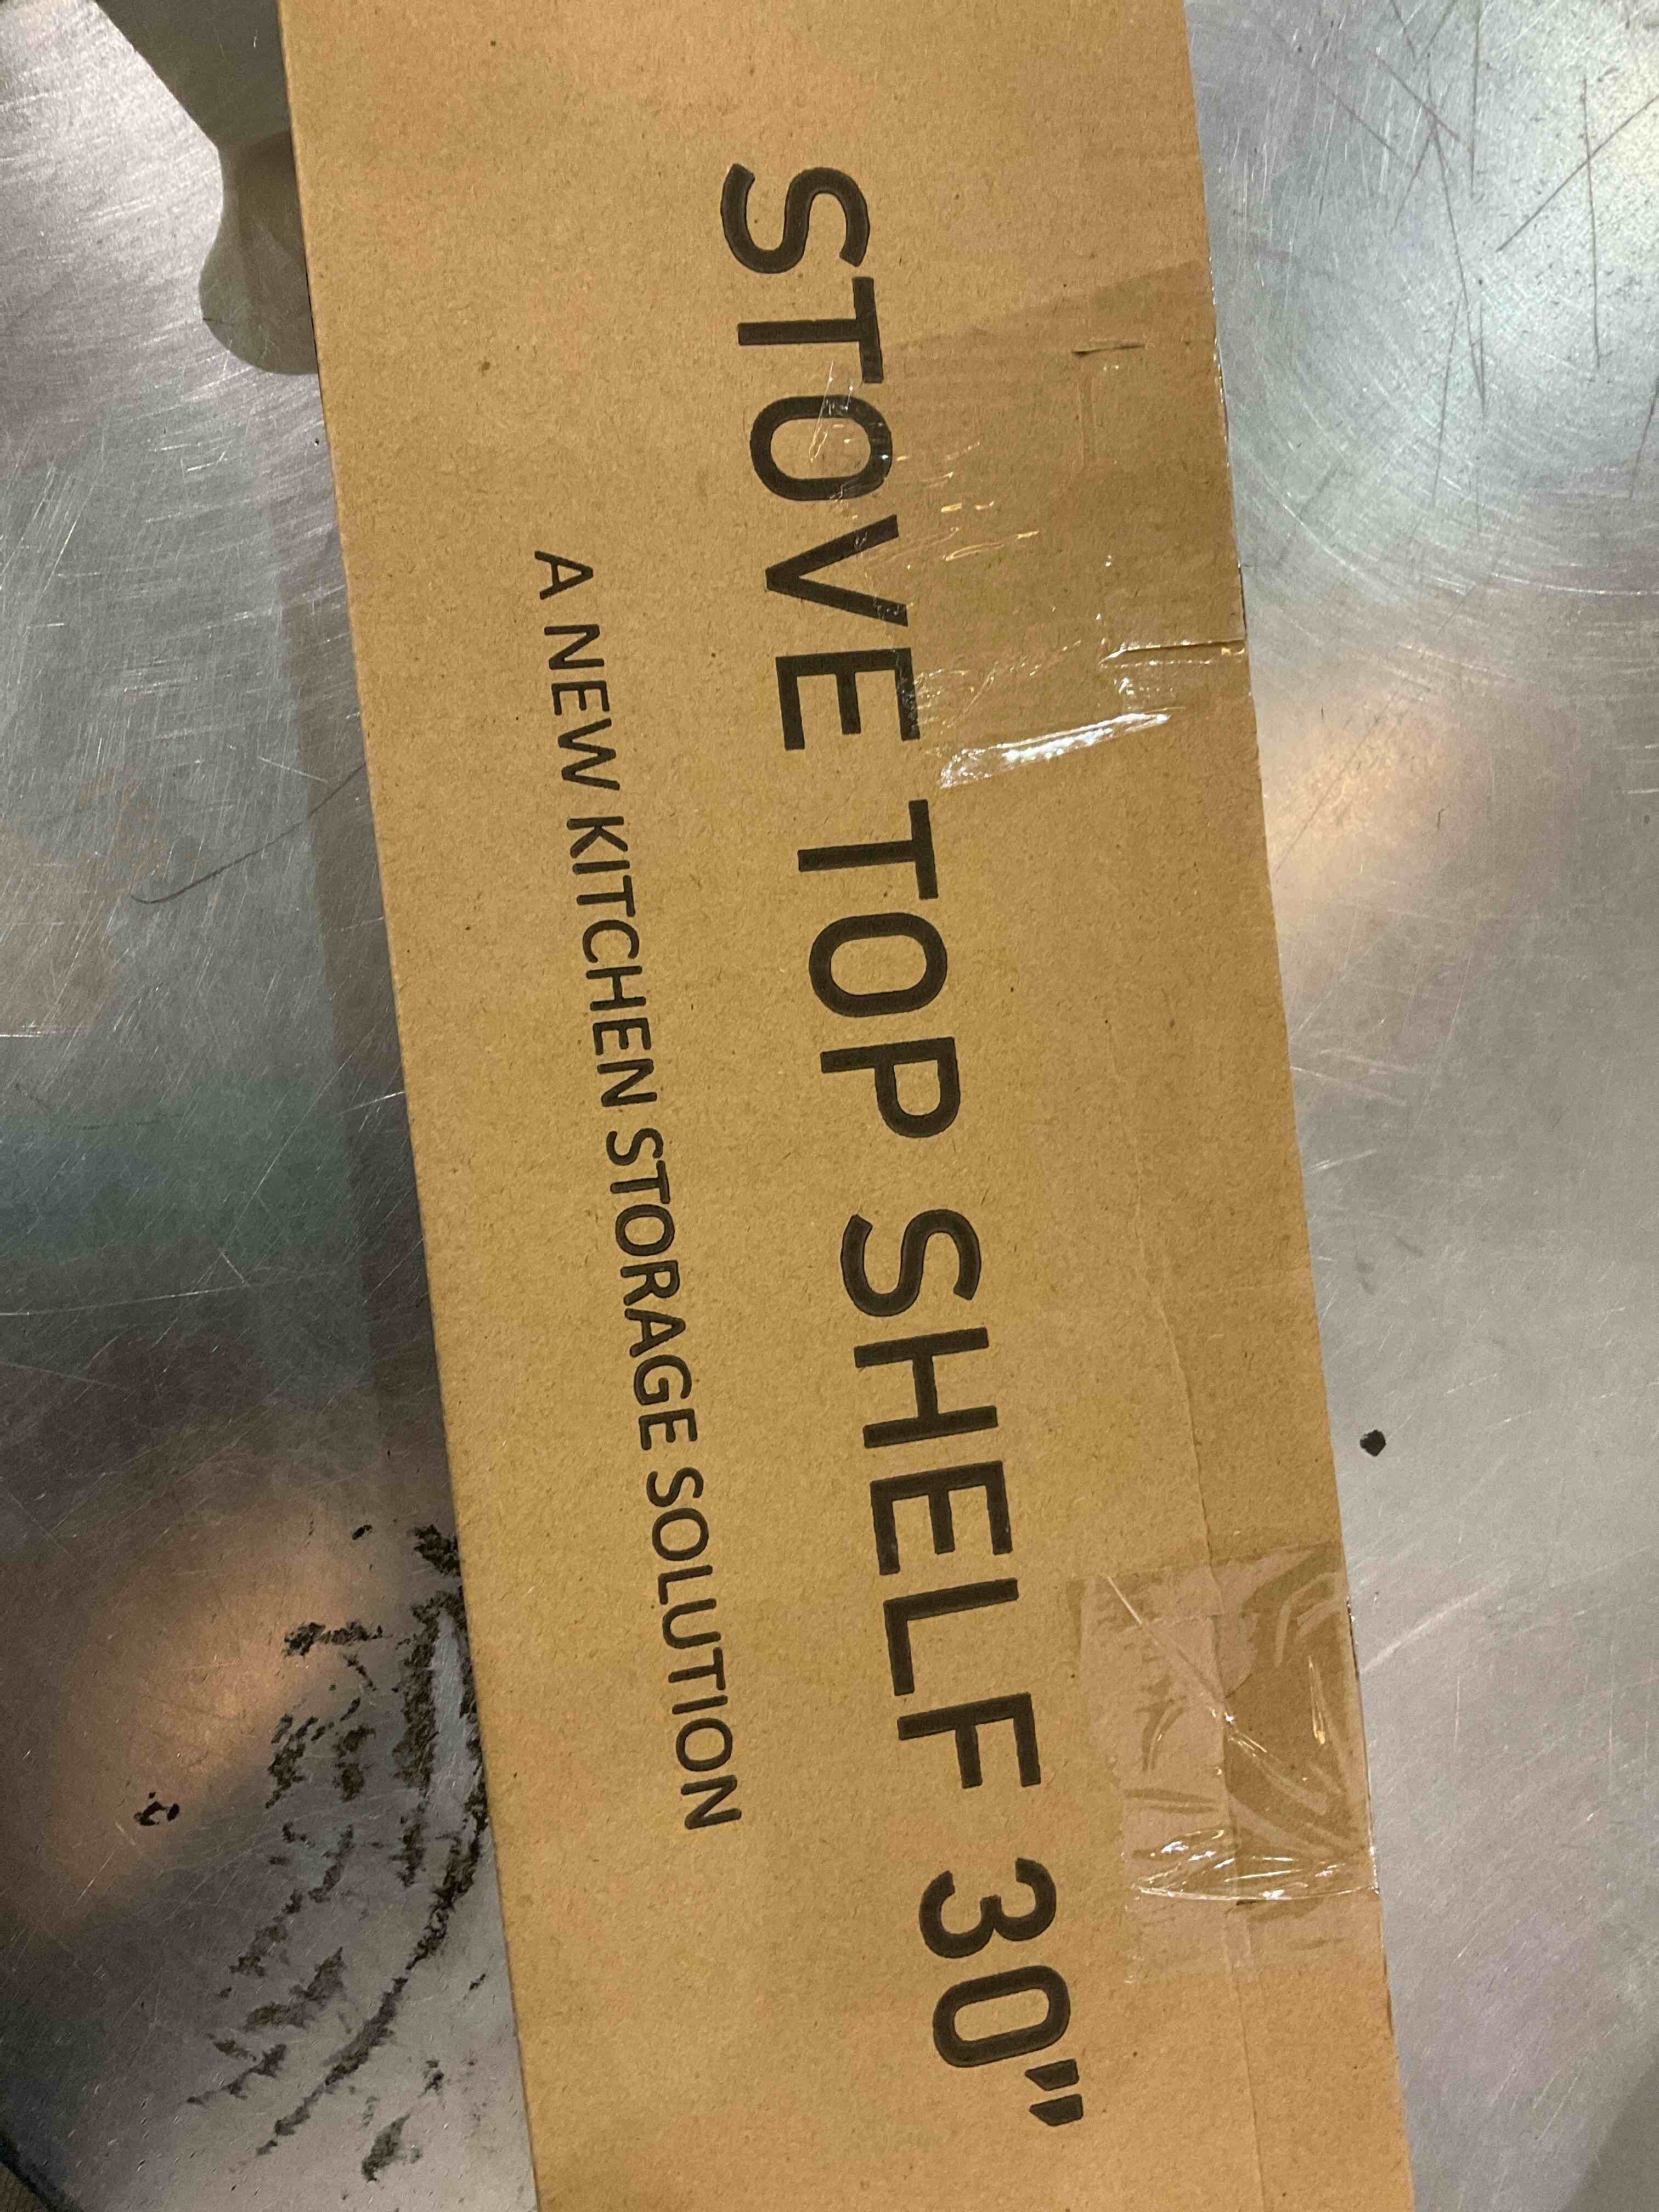 STOVE TOP SHELF 30"
A NEW KITCHEN STORAGE SOLUTION